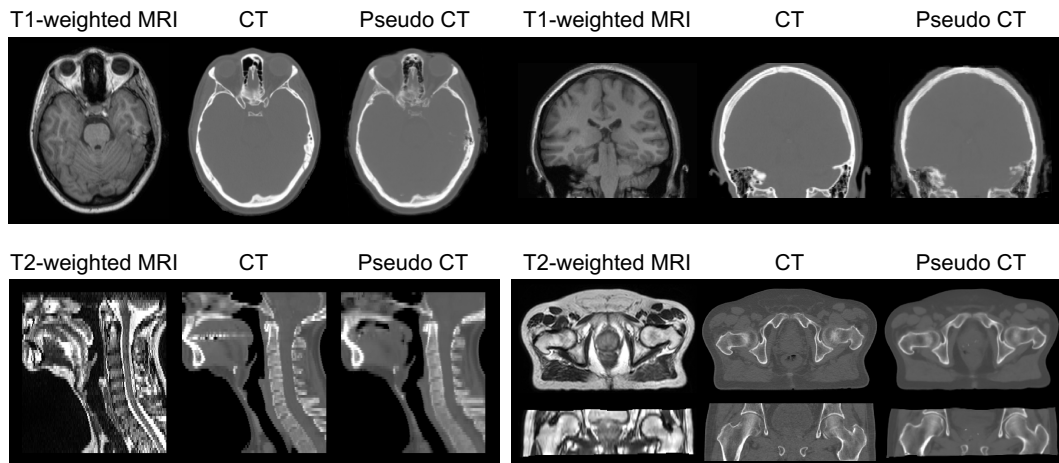 T1-weighted MRI CT Pseudo CT T1-weighted MRI CT Pseudo CT
T2-weighted MRI CT Pseudo CT T2-weighted MRI CT Pseudo CT